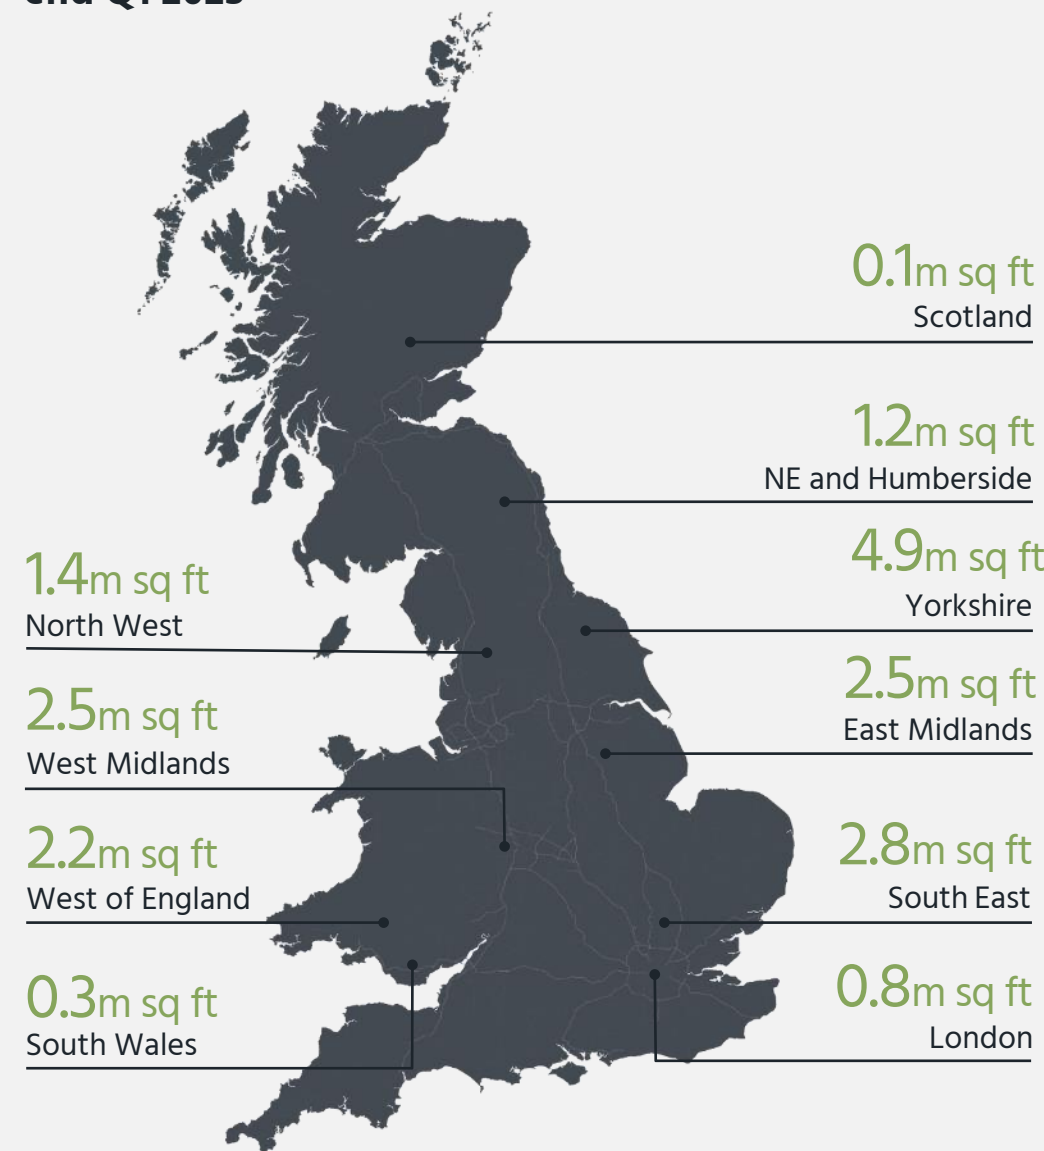 end Q1 2025
0.1m sq ft
Scotland
1.2m sq ft
NE and Humberside
4.9m sq ft
Yorkshire
2.5m sq ft
East Midlands
2.8m sq ft
South East
0.8m sq ft
London
1.4m sq ft
North West
2.5m sq ft
West Midlands
2.2m sq ft
West of England
0.3m sq ft
South Wales